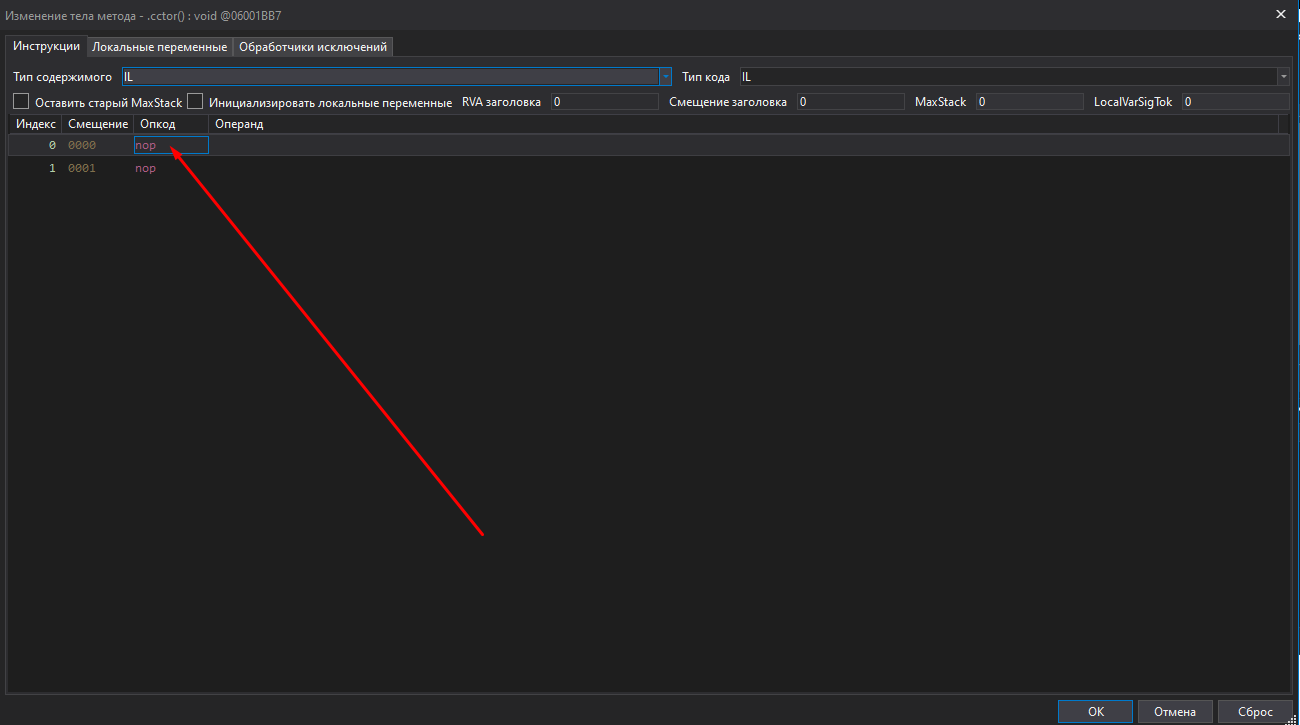 Изменение тела метода - .cctor() : void @06001BB7
Инструкции Локальные переменные Обработчики исключений
Тип содержимого IL Тип кода IL
Оставить старый MaxStack Инициализировать локальные переменные RVA заголовка 0 Смещение заголовка 0 MaxStack 0 LocalVarSigTok 0
Индекс Смещение Опкод Операнд
0 0000 nop
1 0001 nop
OK Отмена Сброс